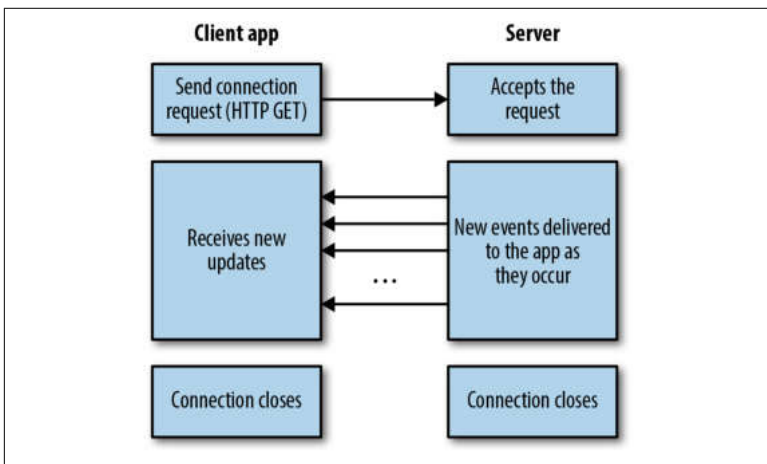 Client app
Server
Send connection
request (HTTP GET)
Accepts the
request
Receives new
updates
New events delivered
to the app as
they occur
...
Connection closes
Connection closes